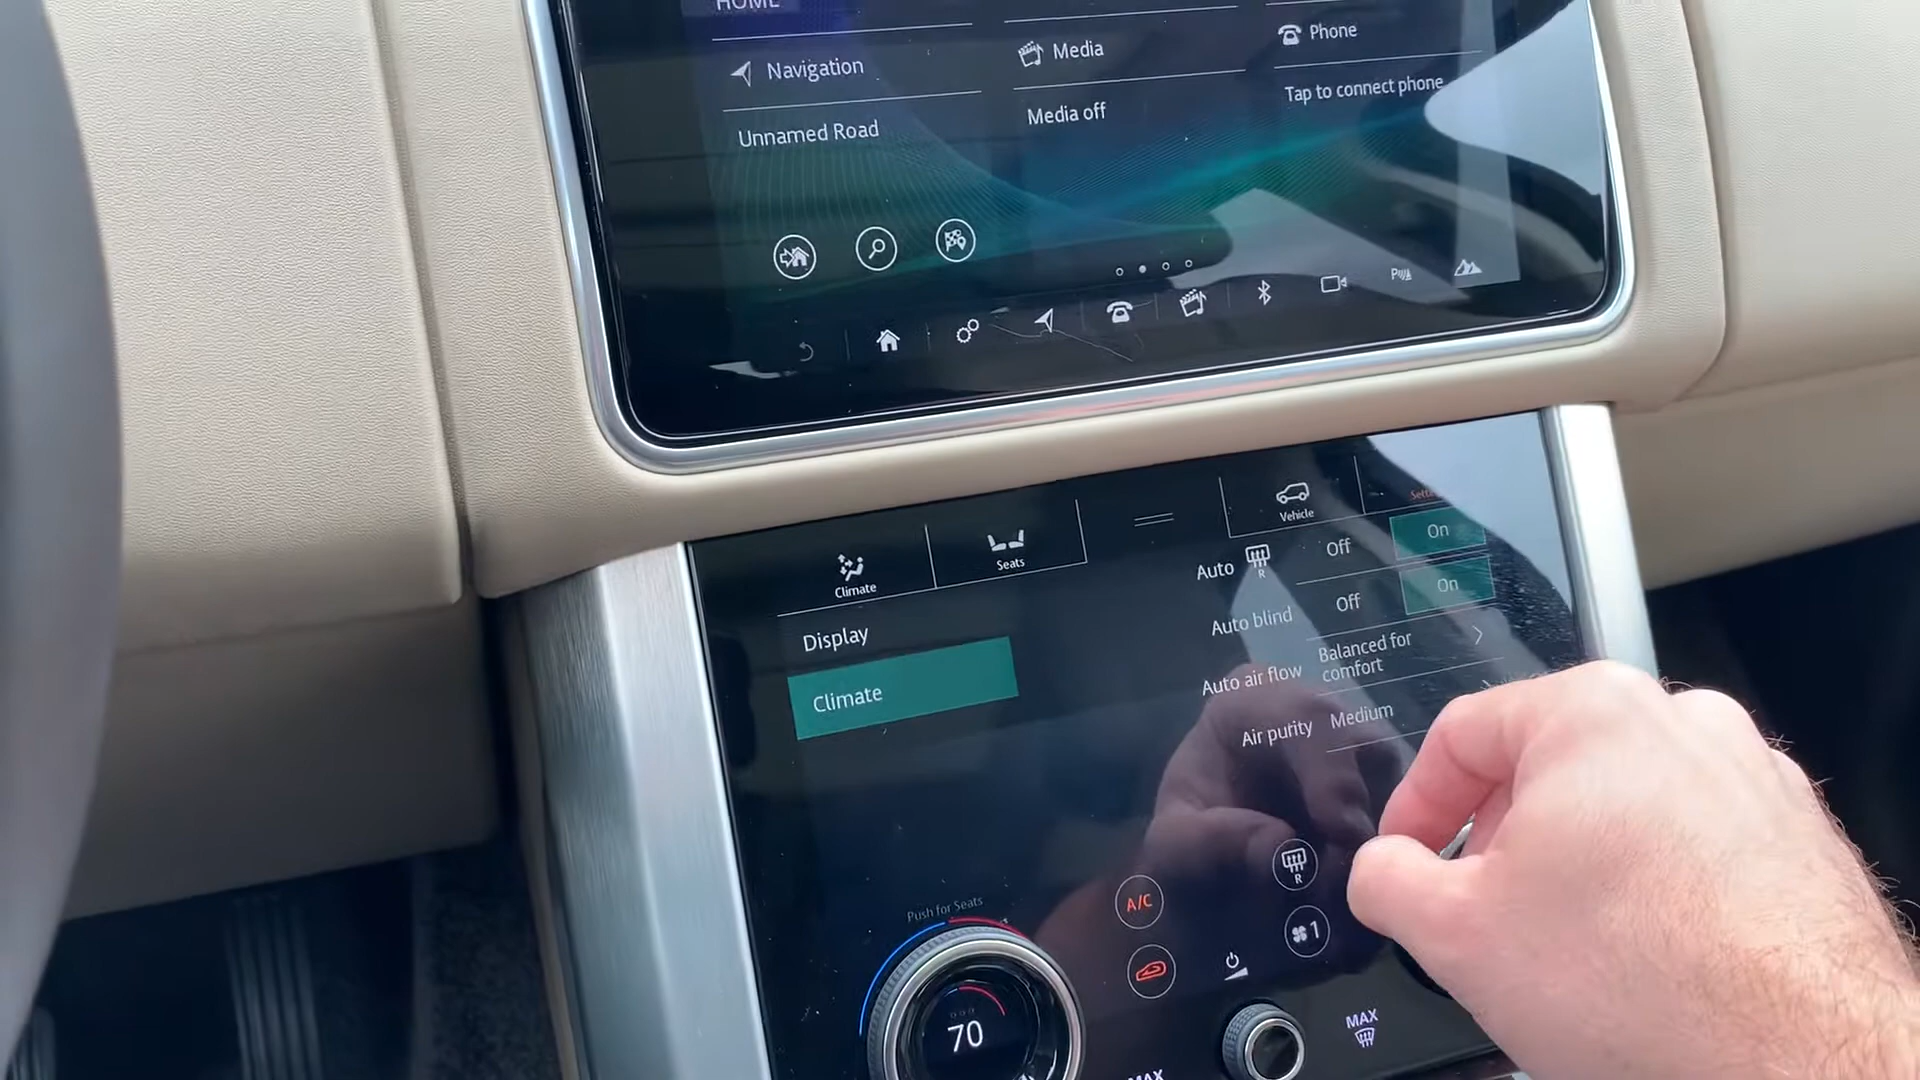 HOME
Navigation
Media
Phone
Unnamed Road
Media off
Tap to connect phone
Climate
Seats
Vehicle
Display
Climate
Auto
R
Off
On
Auto blind
Off
On
Auto air flow
Balanced for
comfort
Air purity
Medium
Push for Seats
A/C
R
1
70
MAX
MAX